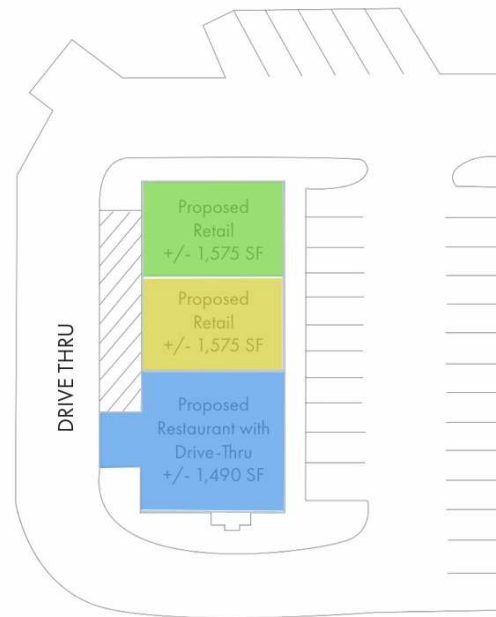 Proposed
Retail
+/- 1,575 SF
Proposed
Retail
+/- 1,575 SF
DRIVE THRU
Proposed
Restaurant with
Drive-Thru
+/- 1,490 SF